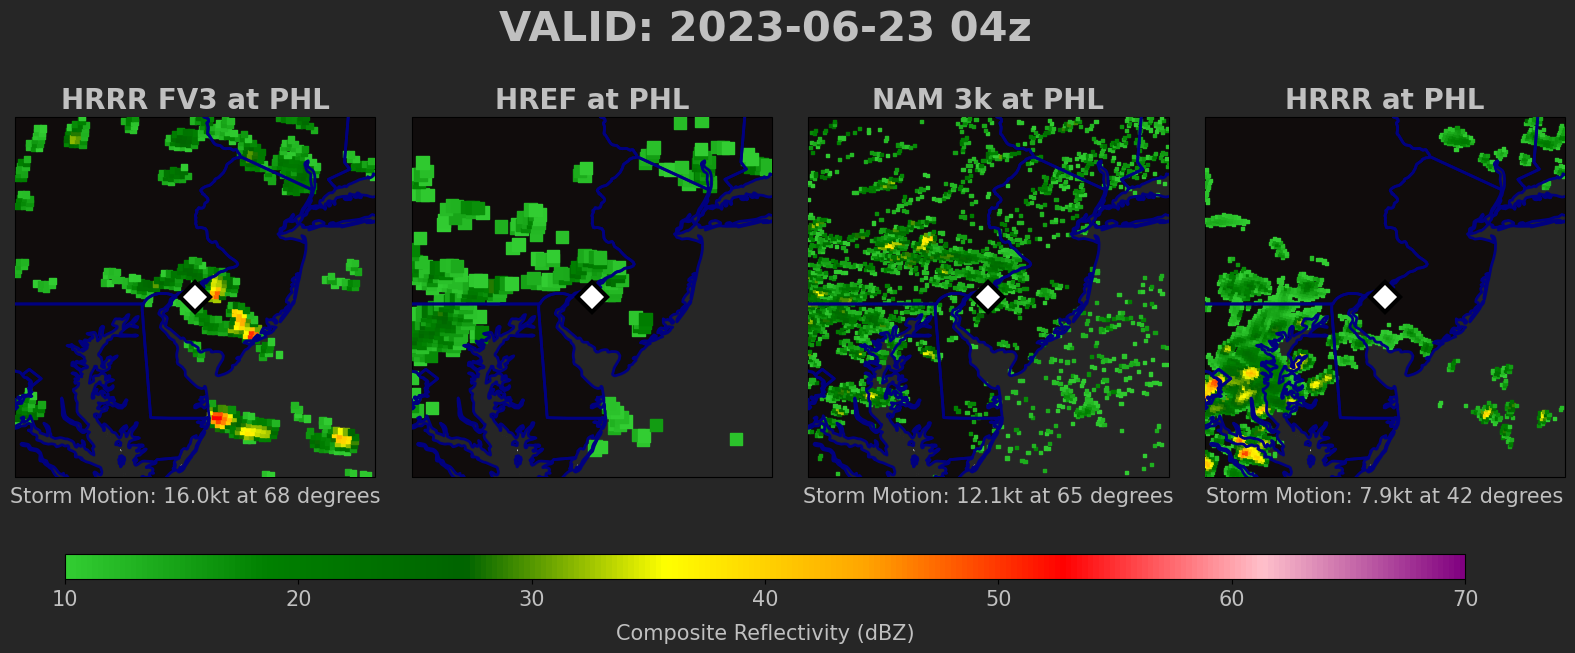 VALID: 2023-06-23 04z
HRRR FV3 at PHL
HREF at PHL
NAM 3k at PHL
HRRR at PHL
Storm Motion: 16.0kt at 68 degrees
Storm Motion: 12.1kt at 65 degrees
Storm Motion: 7.9kt at 42 degrees
10 20 30 40 50 60 70
Composite Reflectivity (dBZ)